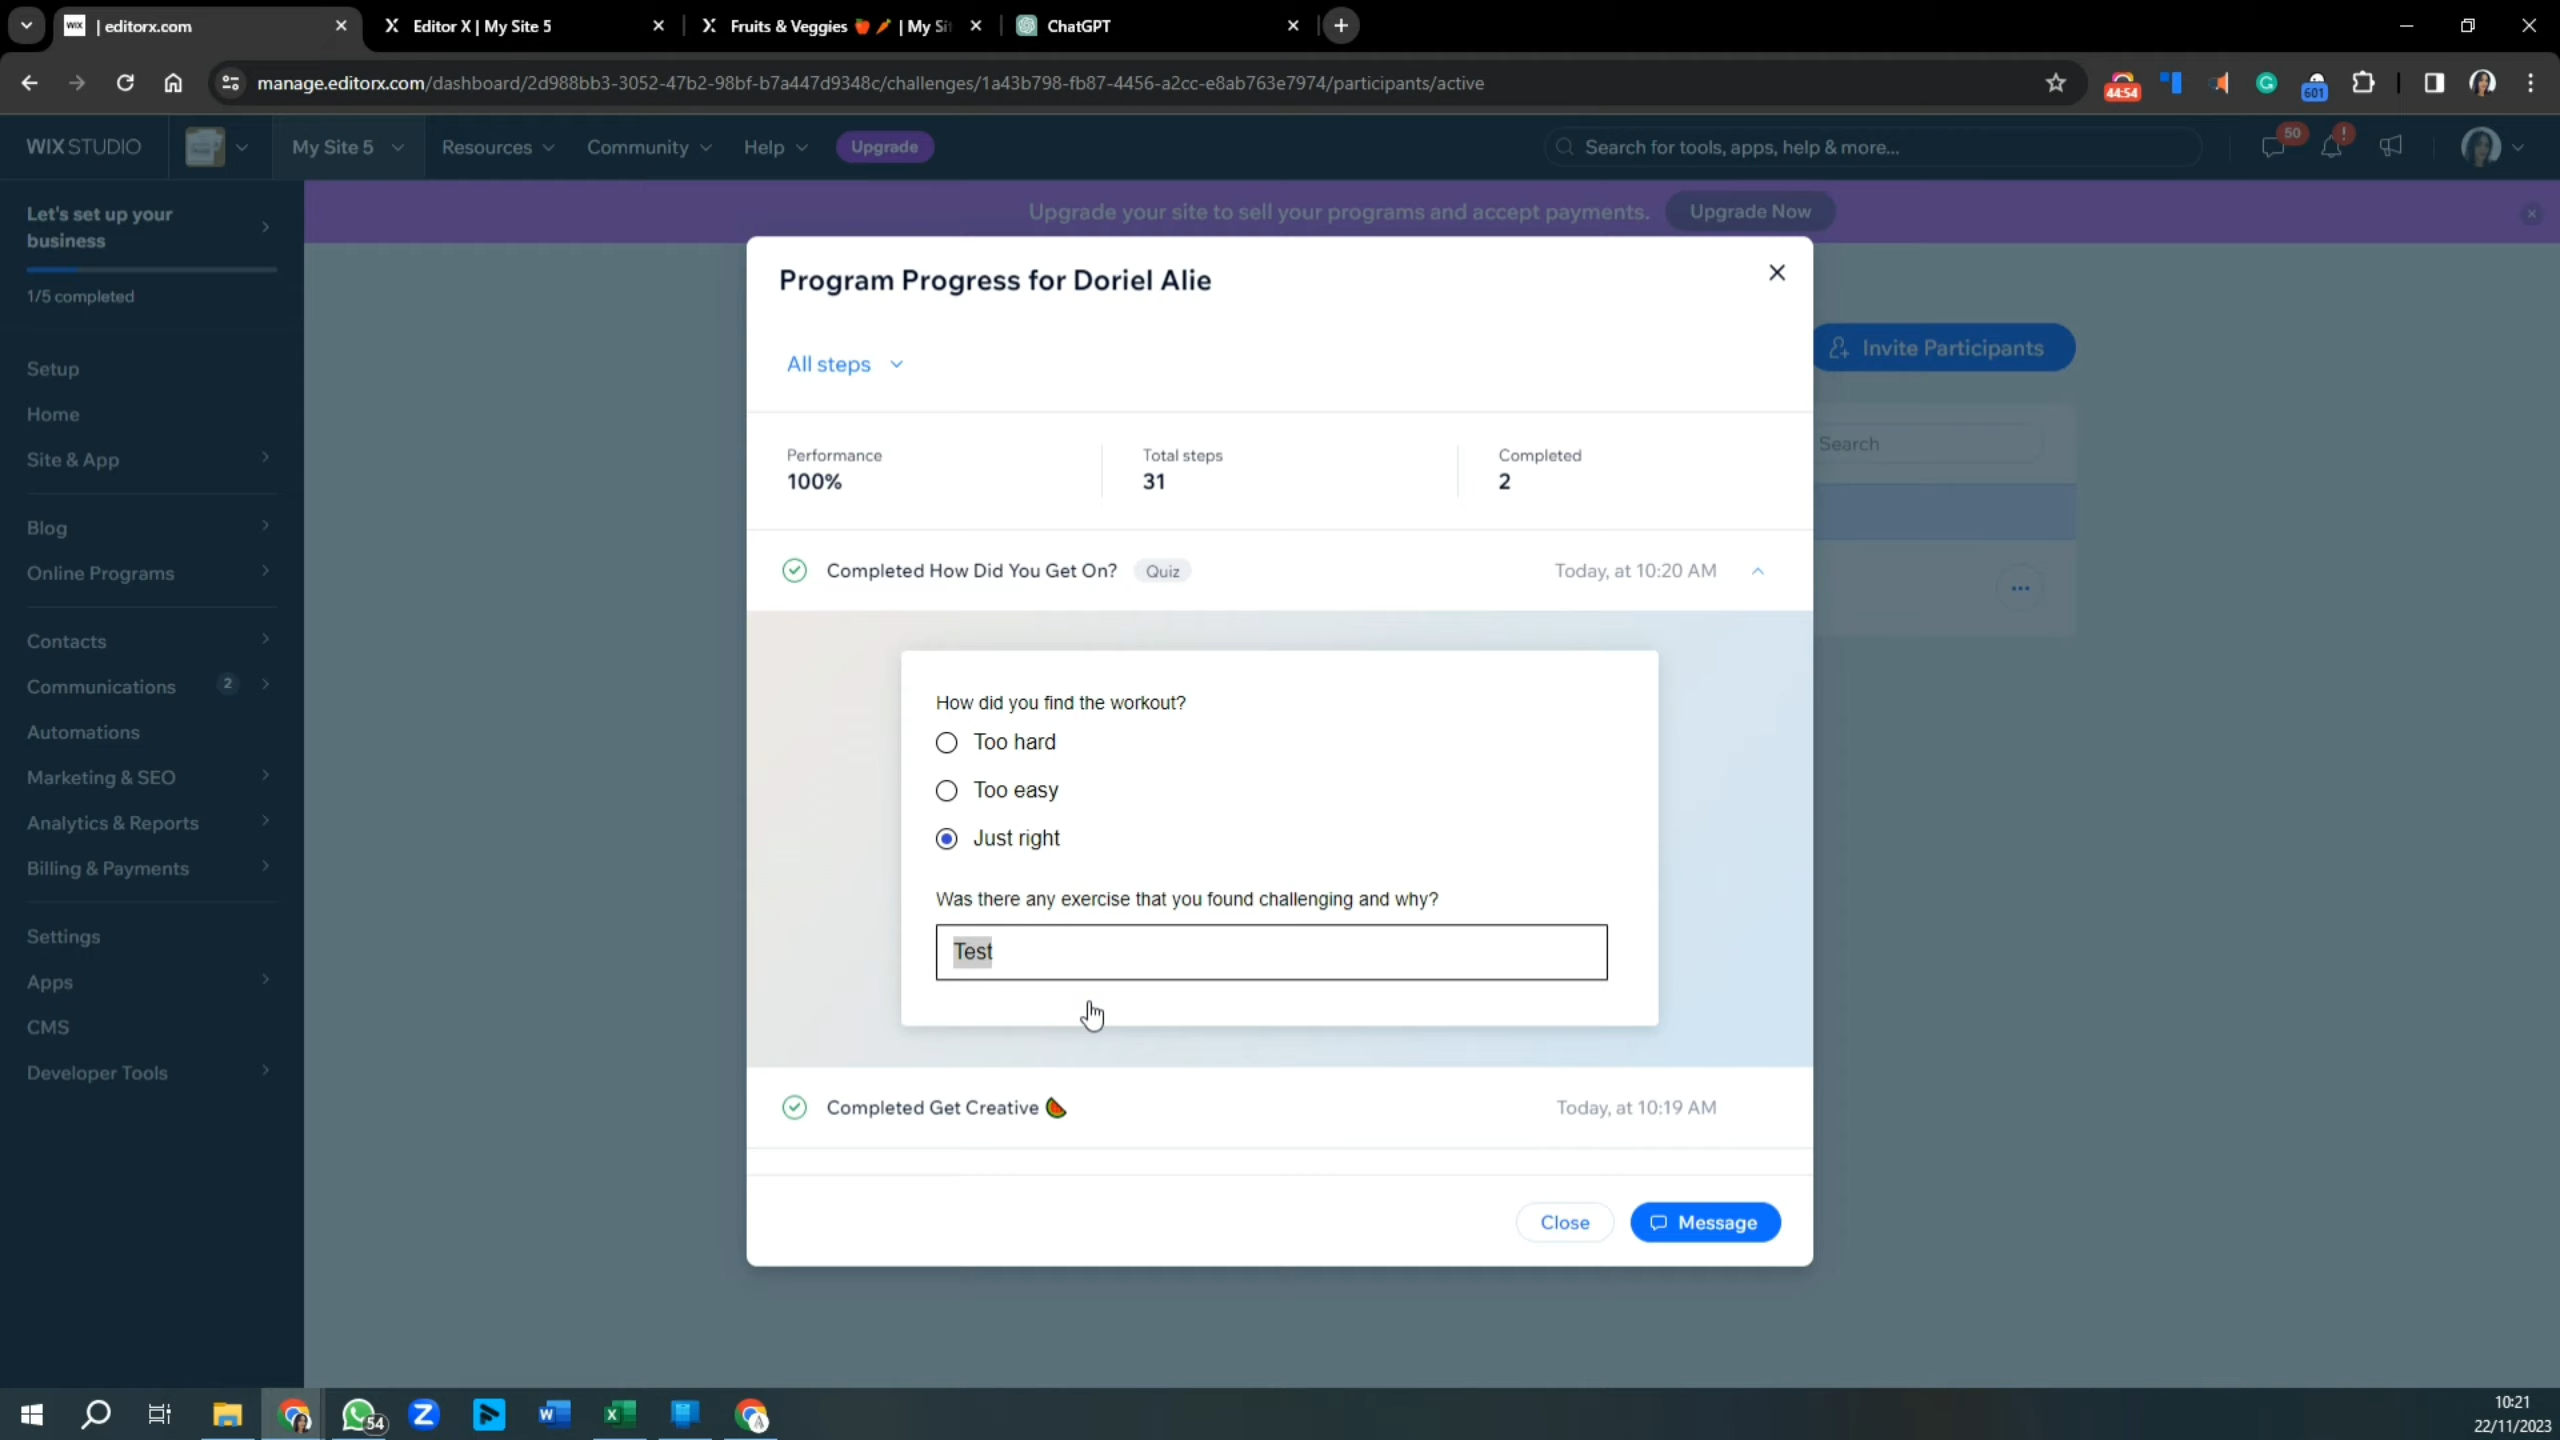 WIX | editorx.com
X Editor X | My Site 5
X Fruits & Veggies 🍎🥕 | My Si
ChatGPT
manage.editorx.com/dashboard/2d988bb3-3052-47b2-98bf-b7a447d9348c/challenges/1a43b798-fb87-4456-a2cc-e8ab763e7974/participants/active
44:54
601
WIX STUDIO
My Site 5
Resources
Community
Help
Upgrade
Search for tools, apps, help & more...
50
!
Let's set up your
business
1/5 completed
Upgrade your site to sell your programs and accept payments.
Upgrade Now
Setup
Home
Site & App
Blog
Online Programs
Contacts
Communications 2
Automations
Marketing & SEO
Analytics & Reports
Billing & Payments
Settings
Apps
CMS
Developer Tools
Invite Participants
Search
Program Progress for Doriel Alie
All steps
Performance
100%
Total steps
31
Completed
2
Completed How Did You Get On? Quiz
Today, at 10:20 AM
How did you find the workout?
Too hard
Too easy
Just right
Was there any exercise that you found challenging and why?
Test
Completed Get Creative 🍉
Today, at 10:19 AM
Close
Message
54
10:21
22/11/2023